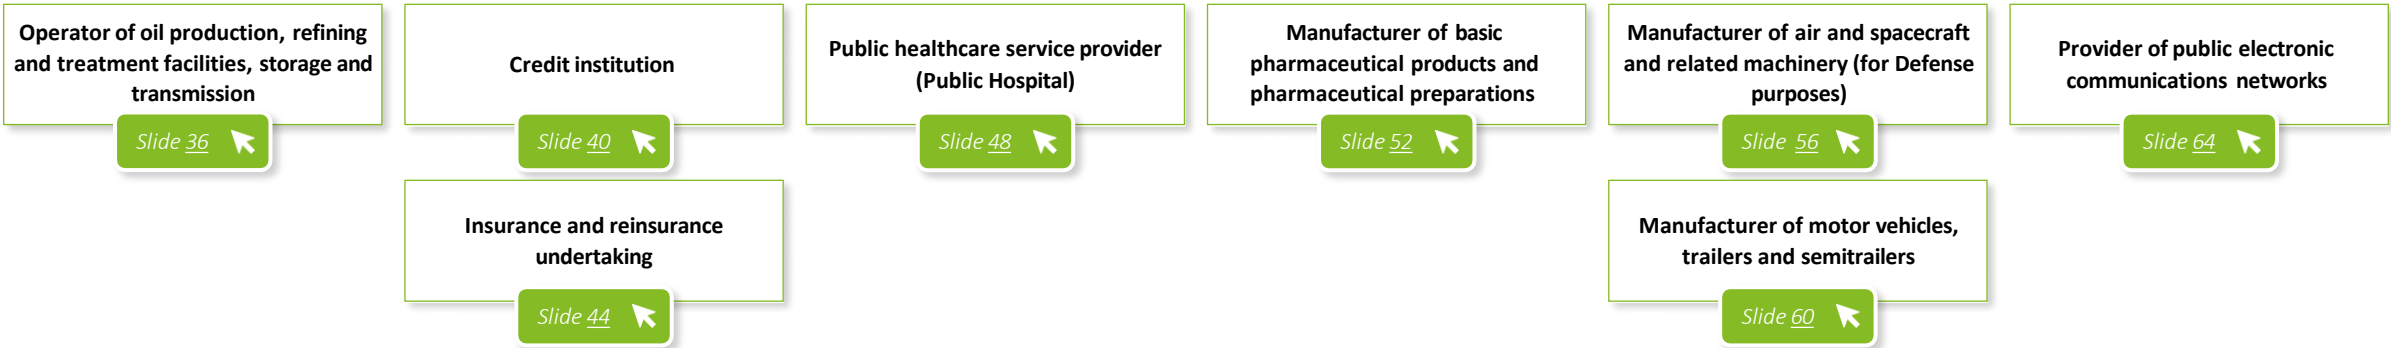 Operator of oil production, refining
and treatment facilities, storage and
transmission
Slide 36
Credit institution
Slide 40
Public healthcare service provider
(Public Hospital)
Slide 48
Manufacturer of basic
pharmaceutical products and
pharmaceutical preparations
Slide 52
Manufacturer of air and spacecraft
and related machinery (for Defense
purposes)
Slide 56
Provider of public electronic
communications networks
Slide 64
Insurance and reinsurance
undertaking
Slide 44
Manufacturer of motor vehicles,
trailers and semitrailers
Slide 60